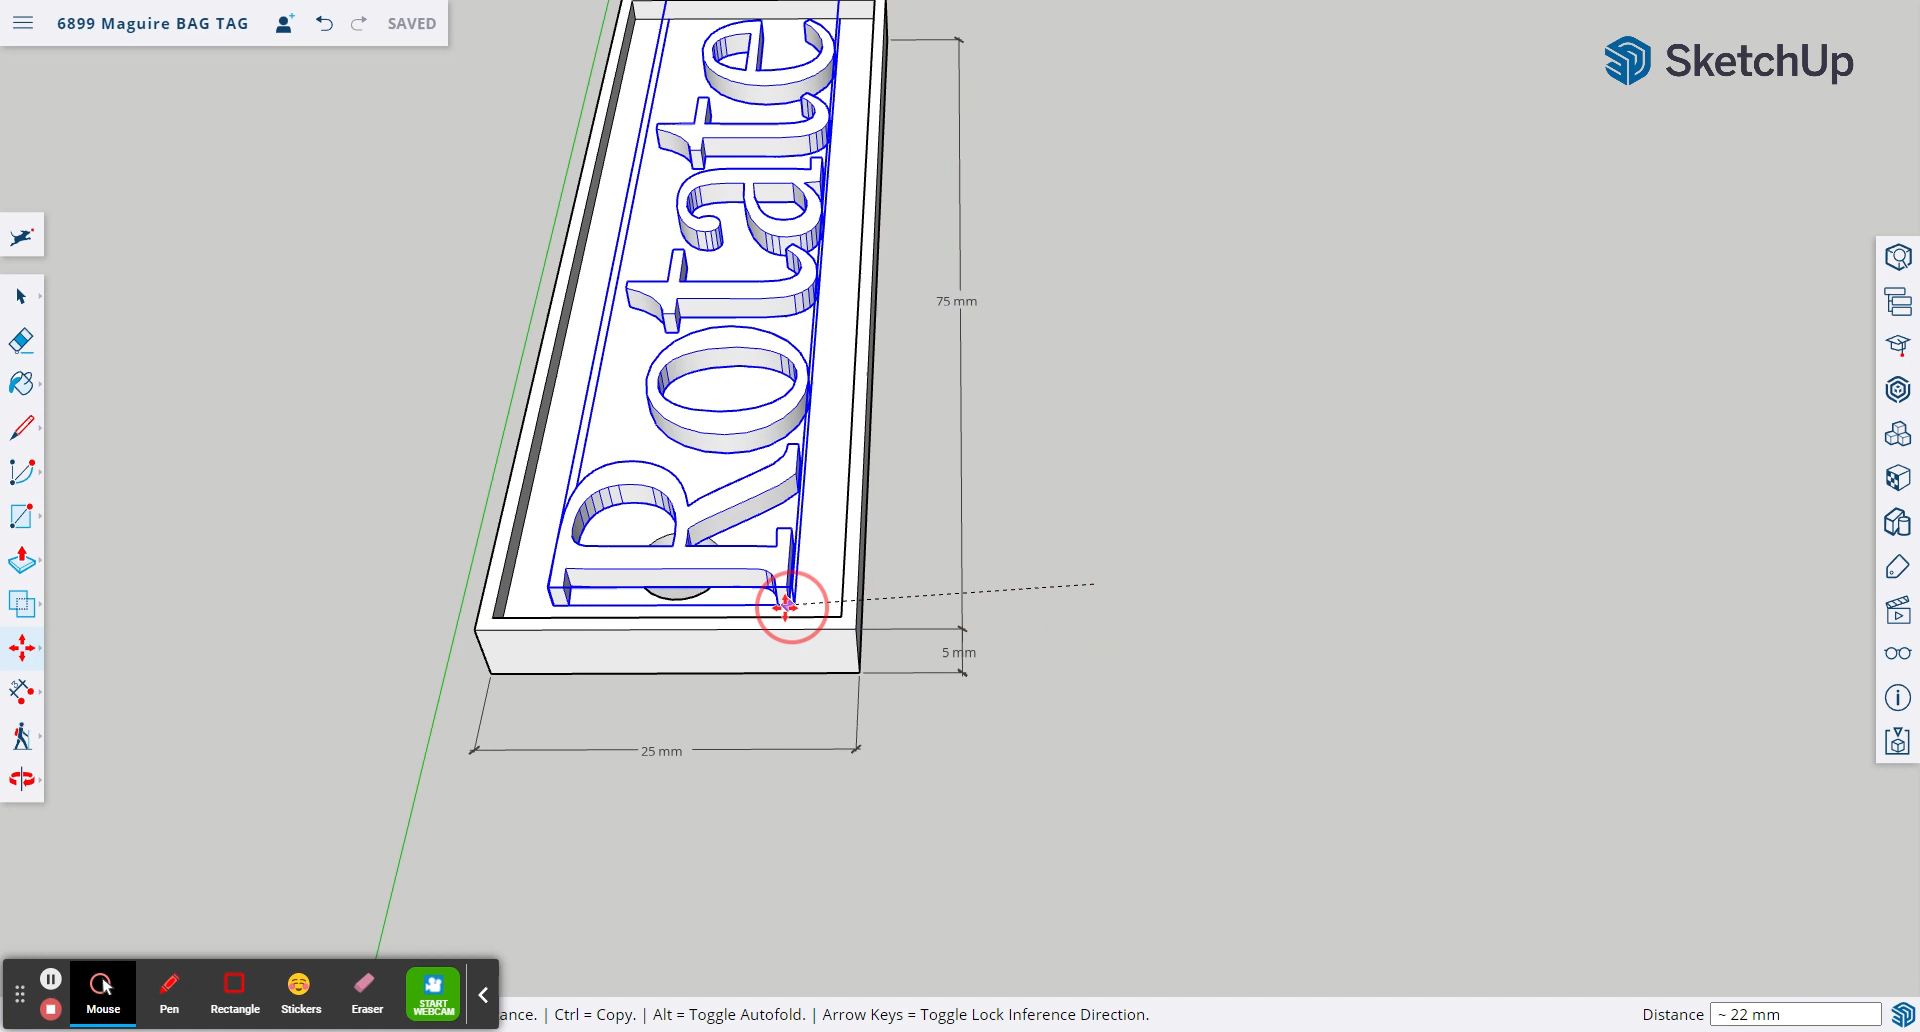 6899 Maguire BAG TAG SAVED
SketchUp
Rotate
75 mm
5 mm
25 mm
Mouse Pen Rectangle Stickers Eraser START WEBCAM
ance. | Ctrl = Copy. | Alt = Toggle Autofold. | Arrow Keys = Toggle Lock Inference Direction.
Distance ~ 22 mm